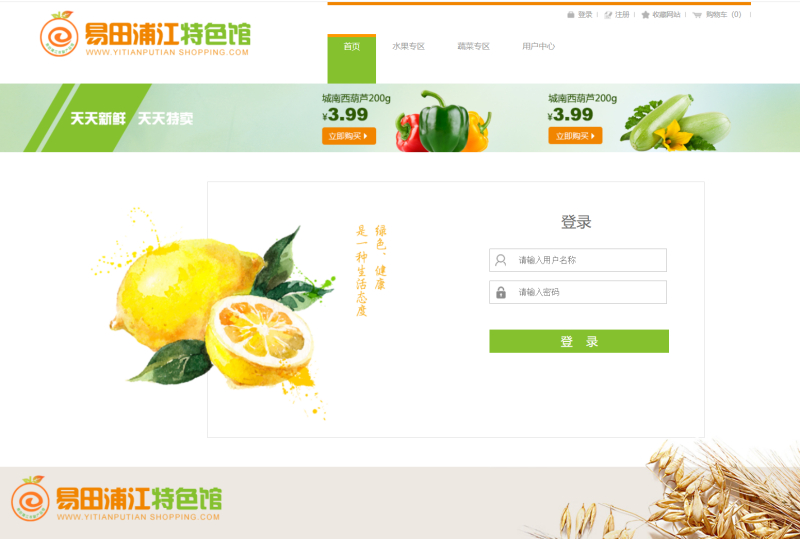 易田浦江特色馆
WWW.YITIANPUTIAN SHOPPING.COM
登录 注册 收藏网站 购物车 (0)
首页 水果专区 蔬菜专区 用户中心
天天新鲜 天天特卖
城南西葫芦200g
¥3.99
立即购买
城南西葫芦200g
¥3.99
立即购买
绿色、健康
是一种生活态度
登录
请输入用户名称
请输入密码
登 录
易田浦江特色馆
WWW.YITIANPUTIAN SHOPPING.COM